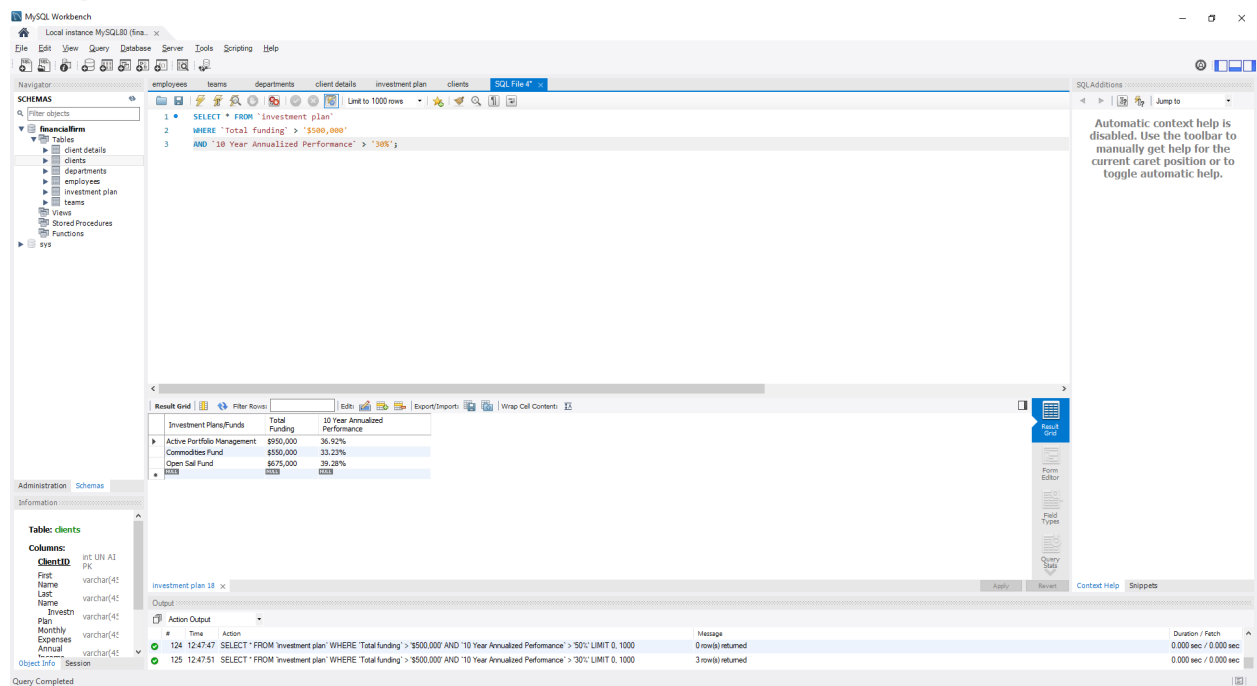 MySQL Workbench
Local instance MySQL80 (fina... ×
File Edit View Query Database Server Tools Scripting Help
Navigator
SCHEMAS
Filter objects
financialfirm
Tables
client details
clients
departments
employees
investment plan
teams
Views
Stored Procedures
Functions
sys
Administration Schemas
Information
Table: clients
Columns:
ClientID int UN AI PK
First Name varchar(45
Last Name varchar(45
Investn Plan varchar(45
Monthly Expenses varchar(45
Annual varchar(45
Object Info Session
employees teams departments client details investment plan clients SQL File 4* ×
Limit to 1000 rows
1 SELECT * FROM `investment plan`
2 WHERE `Total funding` > '$500,000'
3 AND `10 Year Annualized Performance` > '30%';
Result Grid Filter Rows: Edit: Export/Import: Wrap Cell Content:
Investment Plans/Funds Total Funding 10 Year Annualized Performance
Active Portfolio Management $950,000 36.92%
Commodities Fund $550,000 33.23%
Open Sail Fund $675,000 39.28%
NULL NULL NULL
Result Grid
Form Editor
Field Types
Query Stats
investment plan 18 ×
Apply Revert
Output
Action Output
# Time Action Message Duration / Fetch
124 12:47:47 SELECT * FROM `investment plan` WHERE `Total funding` > '$500,000' AND `10 Year Annualized Performance` > '50%' LIMIT 0, 1000 0 row(s) returned 0.000 sec / 0.000 sec
125 12:47:51 SELECT * FROM `investment plan` WHERE `Total funding` > '$500,000' AND `10 Year Annualized Performance` > '30%' LIMIT 0, 1000 3 row(s) returned 0.000 sec / 0.000 sec
SQL Additions
Jump to
Automatic context help is
disabled. Use the toolbar to
manually get help for the
current caret position or to
toggle automatic help.
Context Help Snippets
Query Completed